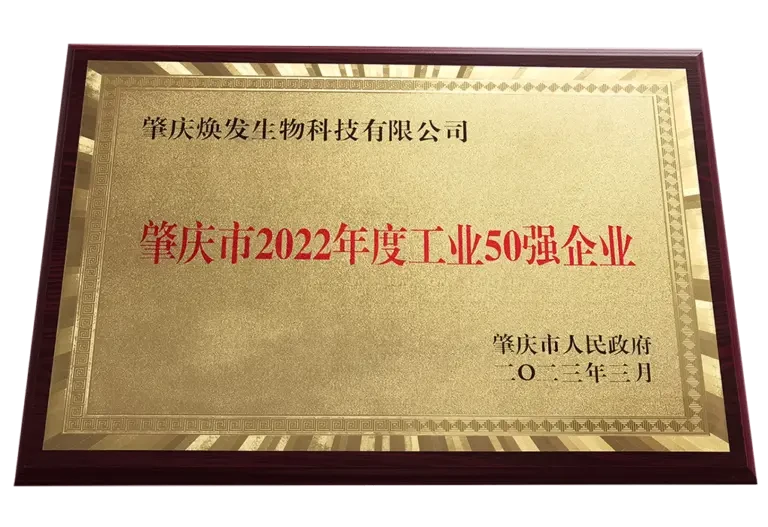 肇庆焕发生物科技有限公司
肇庆市2022年度工业50强企业
肇庆市人民政府
二〇二三年三月